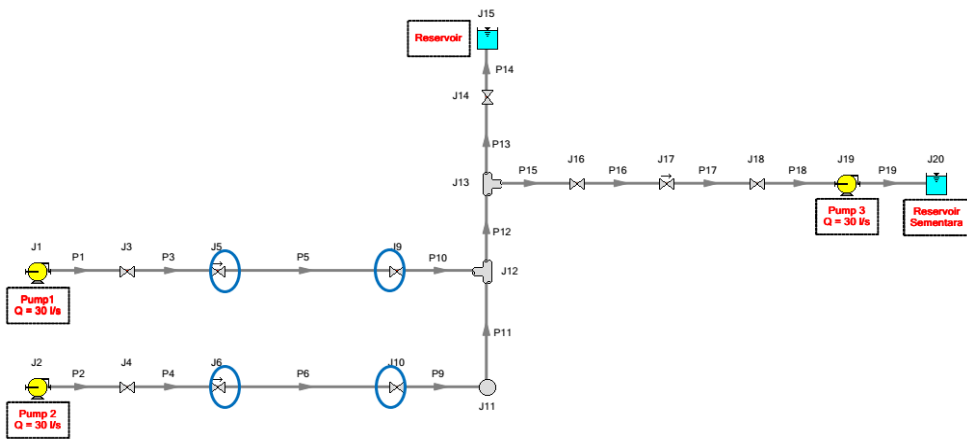 J15
Reservoir
P14
J14
P13
J16
J17
J18
J19
J20
P15
P16
P17
P18
P19
J13
Pump 3
Q = 30 l/s
Reservoir
Sementara
P12
J1
J3
J5
J9
P1
P3
P5
P10
J12
Pump1
Q = 30 l/s
P11
J2
J4
J6
J10
P2
P4
P6
P9
J11
Pump 2
Q = 30 l/s